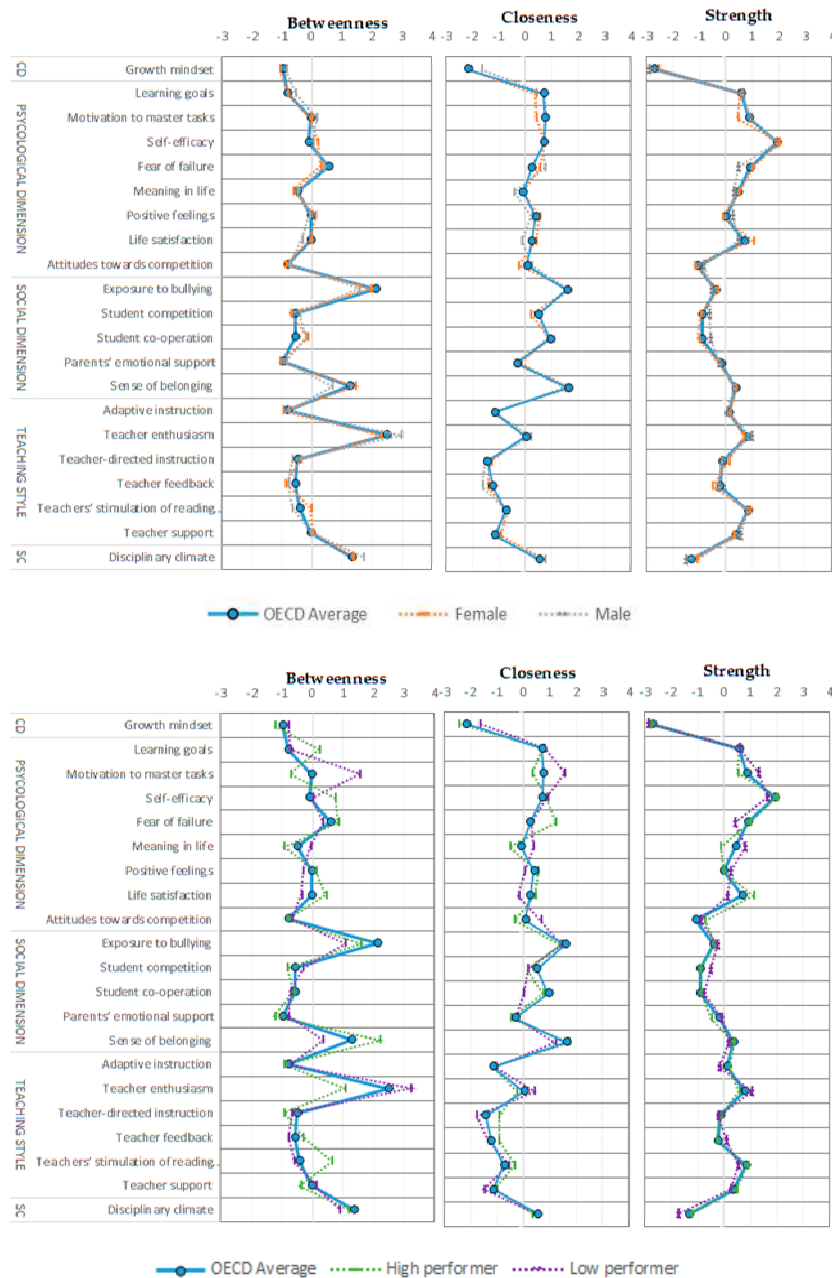 Betweenness Closeness Strength
-3 -2 -1 0 1 2 3 4 -3 -2 -1 0 1 2 3 4 -3 -2 -1 0 1 2 3 4
CD
Growth mindset
PSYCOLOGICAL DIMENSION
Learning goals
Motivation to master tasks
Self-efficacy
Fear of failure
Meaning in life
Positive feelings
Life satisfaction
Attitudes towards competition
SOCIAL DIMENSION
Exposure to bullying
Student competition
Student co-operation
Parents' emotional support
Sense of belonging
TEACHING STYLE
Adaptive instruction
Teacher enthusiasm
Teacher-directed instruction
Teacher feedback
Teachers' stimulation of reading..
Teacher support
SC
Disciplinary climate
OECD Average Female Male
Betweenness Closeness Strength
-3 -2 -1 0 1 2 3 4 -3 -2 -1 0 1 2 3 4 -3 -2 -1 0 1 2 3 4
CD
Growth mindset
PSYCOLOGICAL DIMENSION
Learning goals
Motivation to master tasks
Self-efficacy
Fear of failure
Meaning in life
Positive feelings
Life satisfaction
Attitudes towards competition
SOCIAL DIMENSION
Exposure to bullying
Student competition
Student co-operation
Parents' emotional support
Sense of belonging
TEACHING STYLE
Adaptive instruction
Teacher enthusiasm
Teacher-directed instruction
Teacher feedback
Teachers' stimulation of reading..
Teacher support
SC
Disciplinary climate
OECD Average High performer Low performer